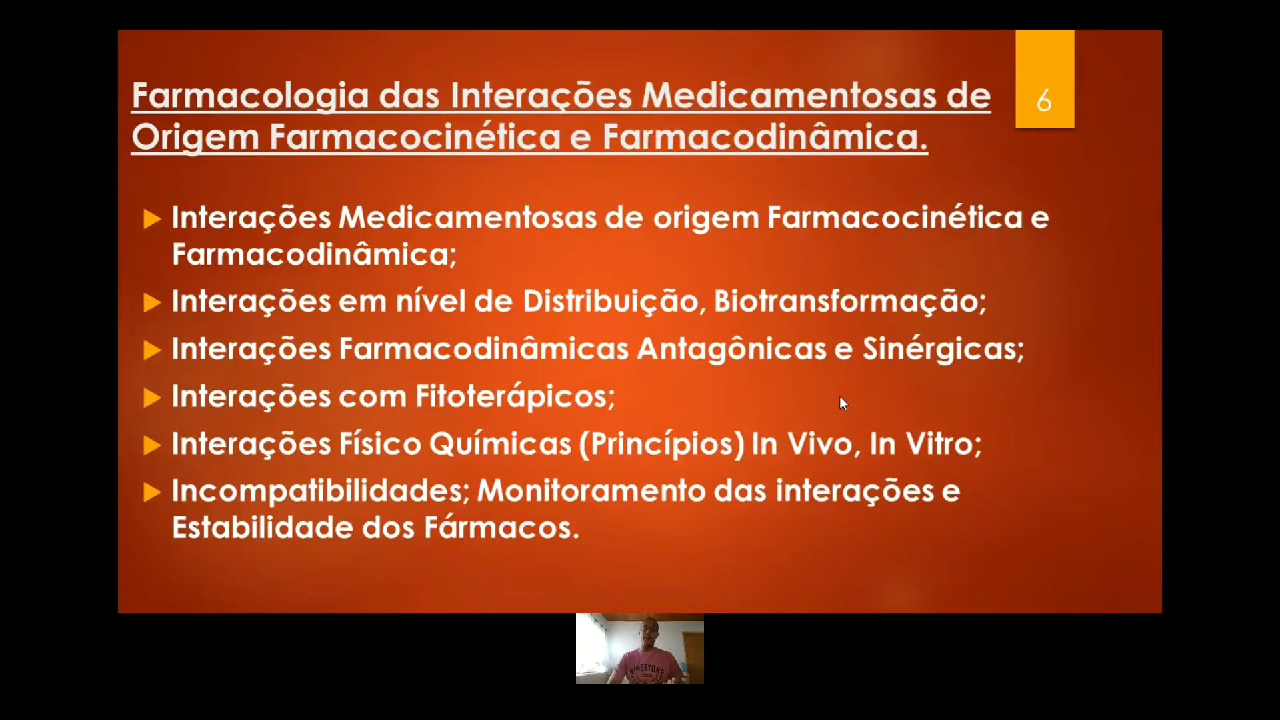 Farmacologia das Interações Medicamentosas de
Origem Farmacocinética e Farmacodinâmica.
6
Interações Medicamentosas de origem Farmacocinética e
Farmacodinâmica;
Interações em nível de Distribuição, Biotransformação;
Interações Farmacodinâmicas Antagônicas e Sinérgicas;
Interações com Fitoterápicos;
Interações Físico Químicas (Princípios) In Vivo, In Vitro;
Incompatibilidades; Monitoramento das interações e
Estabilidade dos Fármacos.